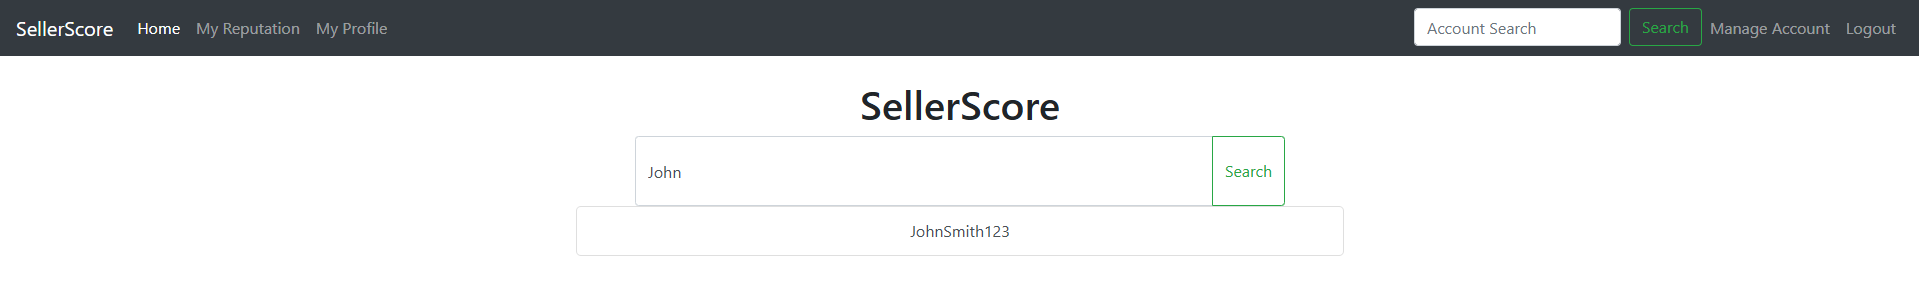 SellerScore Home My Reputation My Profile Account Search Search Manage Account Logout
SellerScore
John Search
JohnSmith123